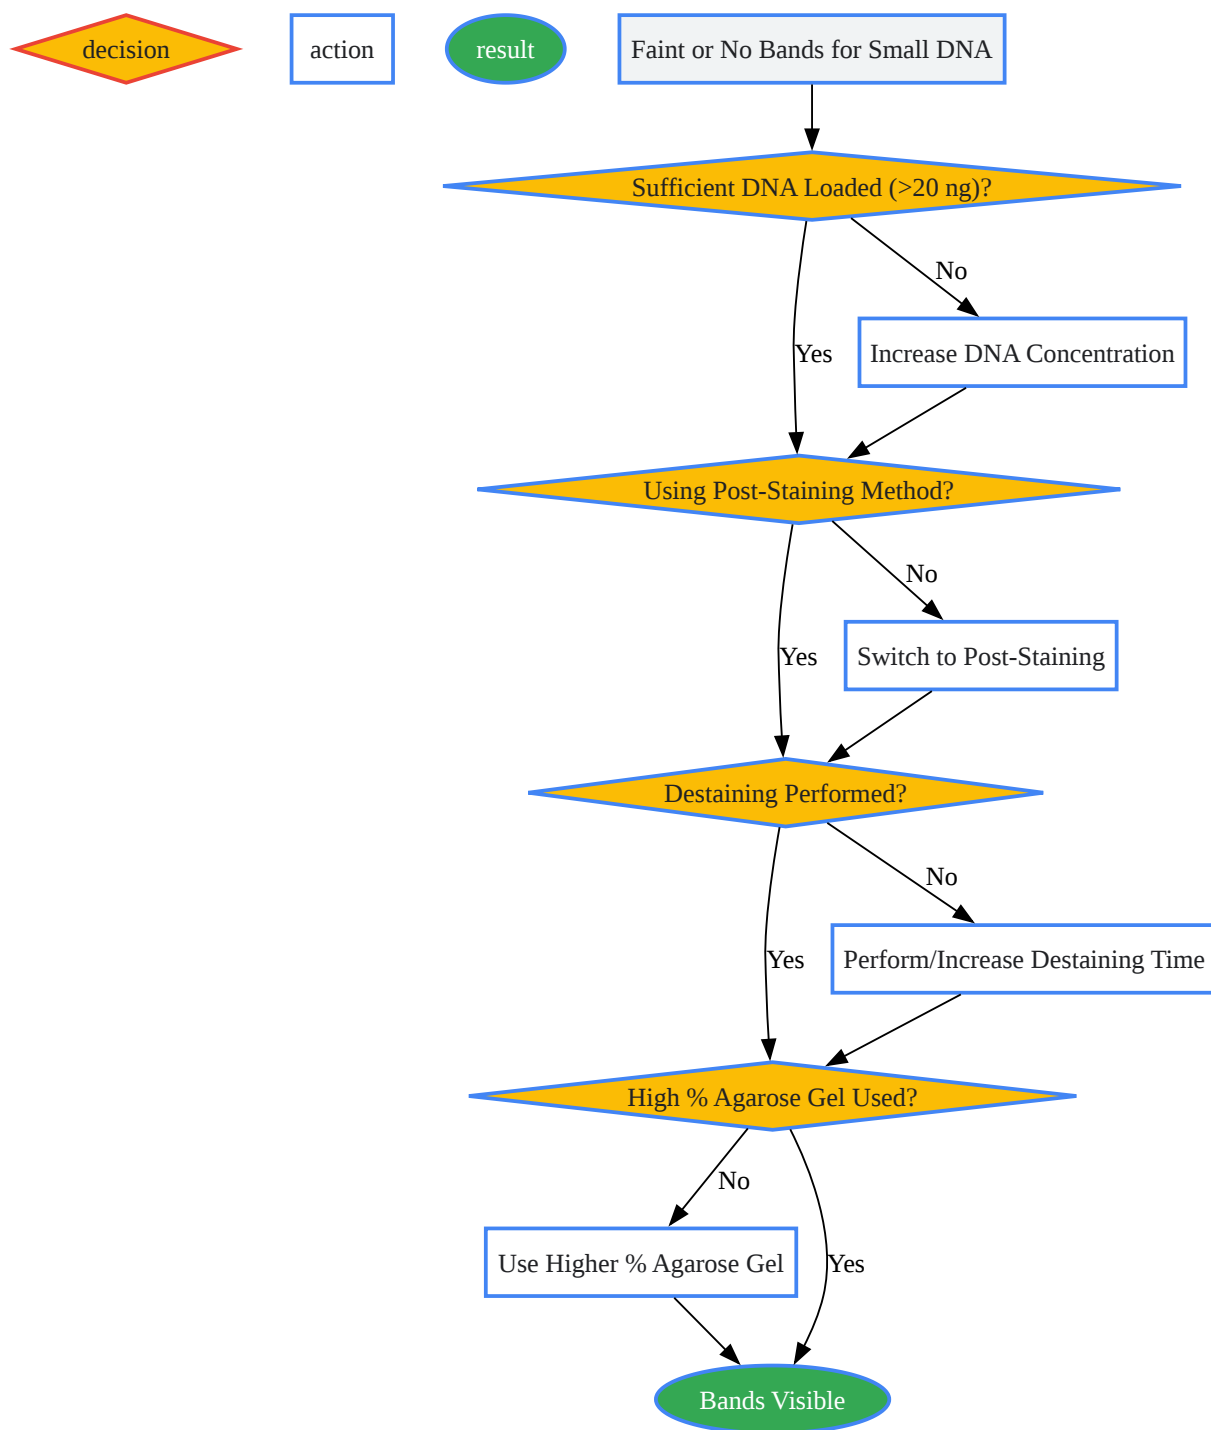 decision
action
result
Faint or No Bands for Small DNA
Sufficient DNA Loaded (>20 ng)?
No
Yes
Increase DNA Concentration
Using Post-Staining Method?
No
Yes
Switch to Post-Staining
Destaining Performed?
No
Yes
Perform/Increase Destaining Time
High % Agarose Gel Used?
No
Use Higher % Agarose Gel
Yes
Bands Visible